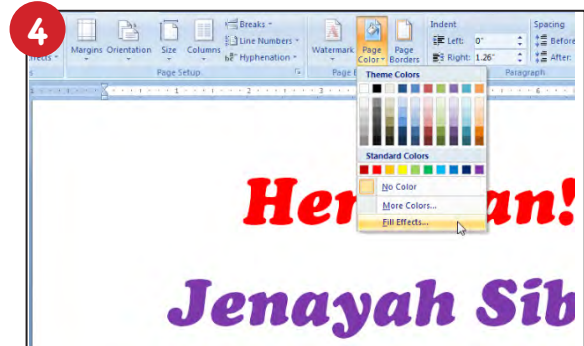 4
Breaks
Line Numbers
Hyphenation
Margins Orientation Size Columns
Watermark Page Color Page Borders
Indent
Left: 0"
Right: 1.26"
Spacing
Before
After:
Page Setup
Paragraph
Theme Colors
Standard Colors
No Color
More Colors...
Fill Effects...
Her an!
Jenayah Sib